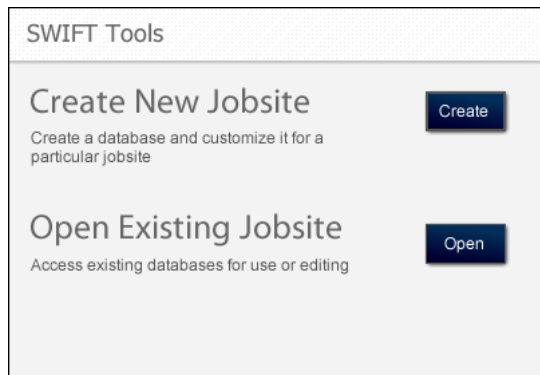 SWIFT Tools
Create New Jobsite
Create
Create a database and customize it for a
particular jobsite
Open Existing Jobsite
Open
Access existing databases for use or editing